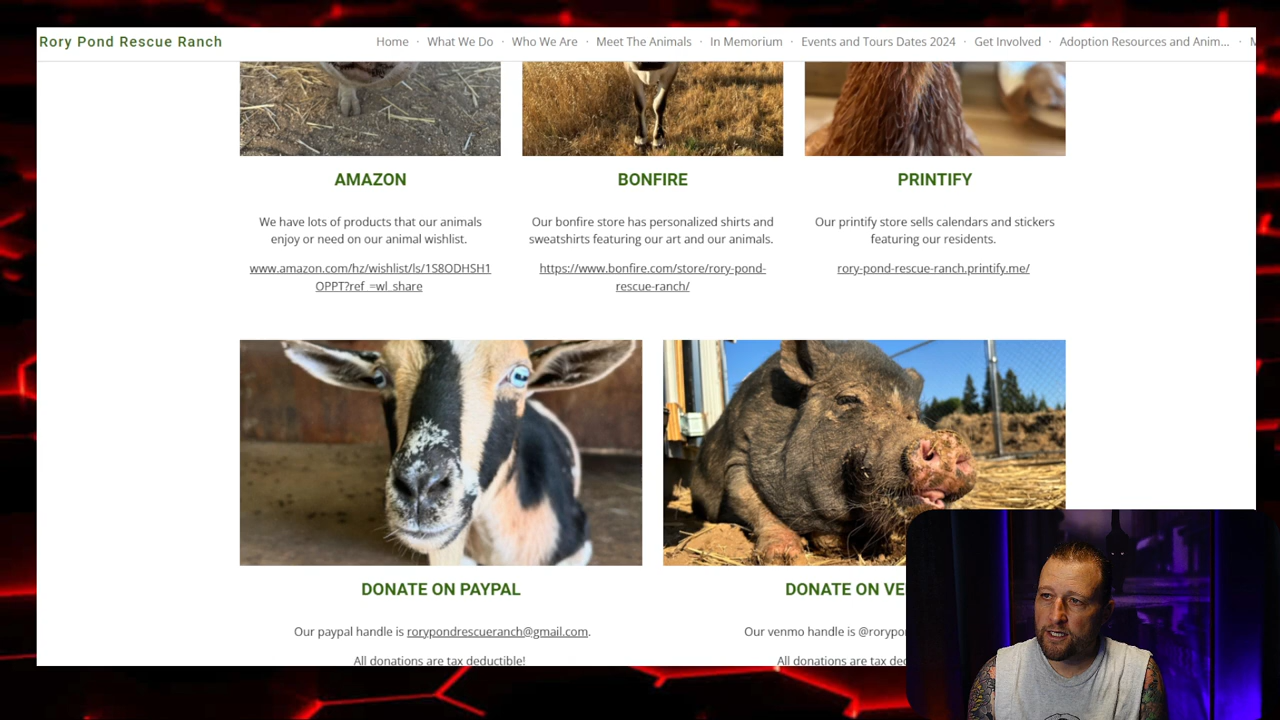 Rory Pond Rescue Ranch
Home · What We Do · Who We Are · Meet The Animals · In Memorium · Events and Tours Dates 2024 · Get Involved · Adoption Resources and Anim... · M
AMAZON
We have lots of products that our animals
enjoy or need on our animal wishlist.
www.amazon.com/hz/wishlist/ls/1S8ODHSH1
OPPT?ref_=wl_share
BONFIRE
Our bonfire store has personalized shirts and
sweatshirts featuring our art and our animals.
https://www.bonfire.com/store/rory-pond-
rescue-ranch/
PRINTIFY
Our printify store sells calendars and stickers
featuring our residents.
rory-pond-rescue-ranch.printify.me/
DONATE ON PAYPAL
Our paypal handle is rorypondrescueranch@gmail.com.
All donations are tax deductible!
DONATE ON VE
Our venmo handle is @rorypo
All donations are tax de